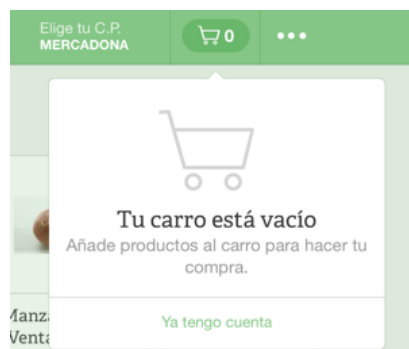 Elige tu C.P.
MERCADONA
0
Tu carro está vacío
Añade productos al carro para hacer tu
compra.
Ya tengo cuenta